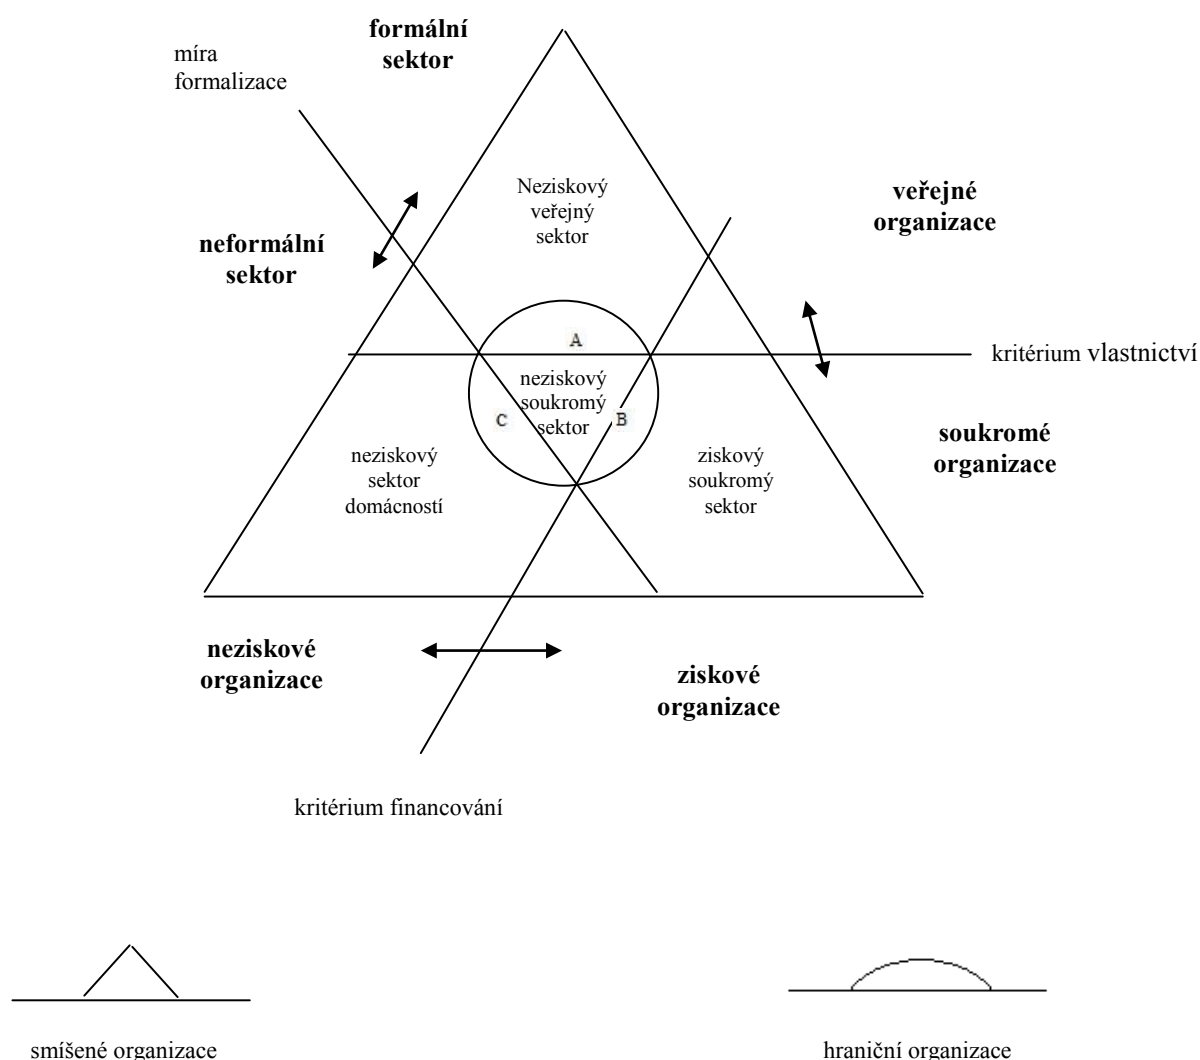 formální
sektor
míra
formalizace
Neziskový
veřejný
sektor
veřejné
organizace
neformální
sektor
A
kritérium vlastnictví
neziskový
soukromý
sektor
C
B
soukromé
organizace
neziskový
sektor
domácností
ziskový
soukromý
sektor
neziskové
organizace
ziskové
organizace
kritérium financování
smíšené organizace
hraniční organizace